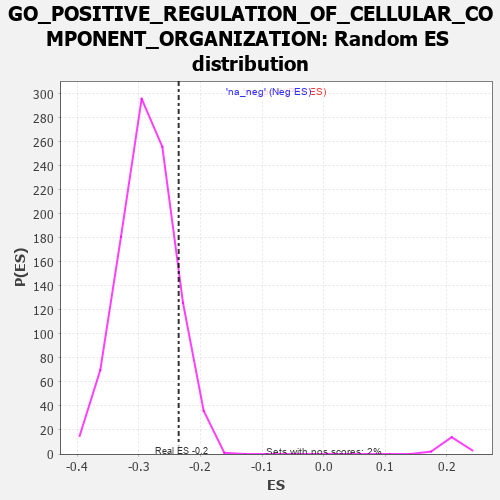 GO_POSITIVE_REGULATION_OF_CELLULAR_CO
MPONENT_ORGANIZATION: Random ES
distribution
'na_neg' (Neg ES) ES)
300
280
260
240
220
200
180
160
140
120
100
80
60
40
20
0
P(ES)
Real ES -0,2
Sets with pos scores: 2%
-0.4 -0.3 -0.2 -0.1 0.0 0.1 0.2
ES